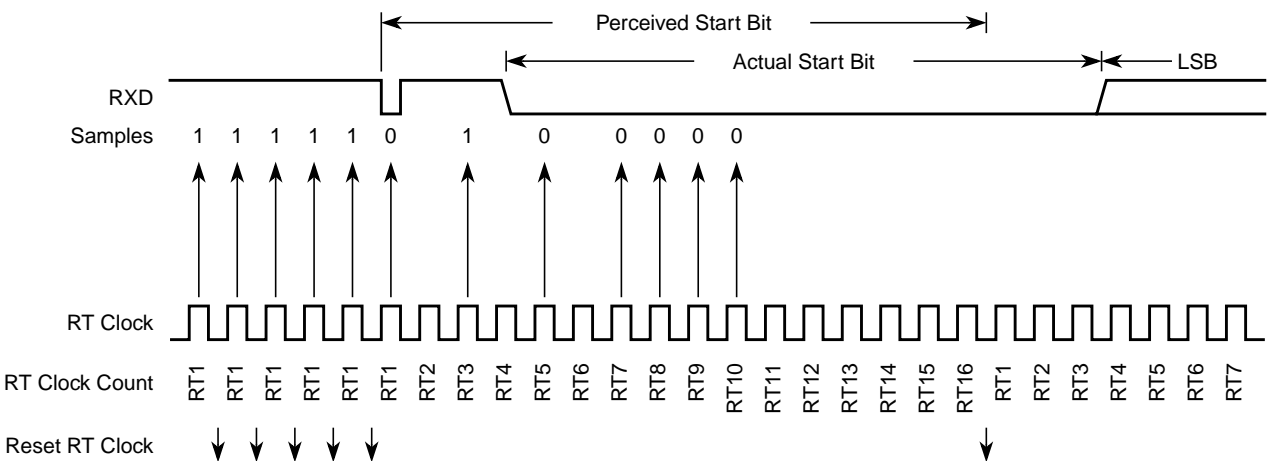 Perceived Start Bit
Actual Start Bit
LSB
RXD
Samples 1 1 1 1 1 0 1 0 0 0 0 0
RT Clock
RT Clock Count RT1 RT1 RT1 RT1 RT1 RT1 RT2 RT3 RT4 RT5 RT6 RT7 RT8 RT9 RT10 RT11 RT12 RT13 RT14 RT15 RT16 RT1 RT2 RT3 RT4 RT5 RT6 RT7
Reset RT Clock